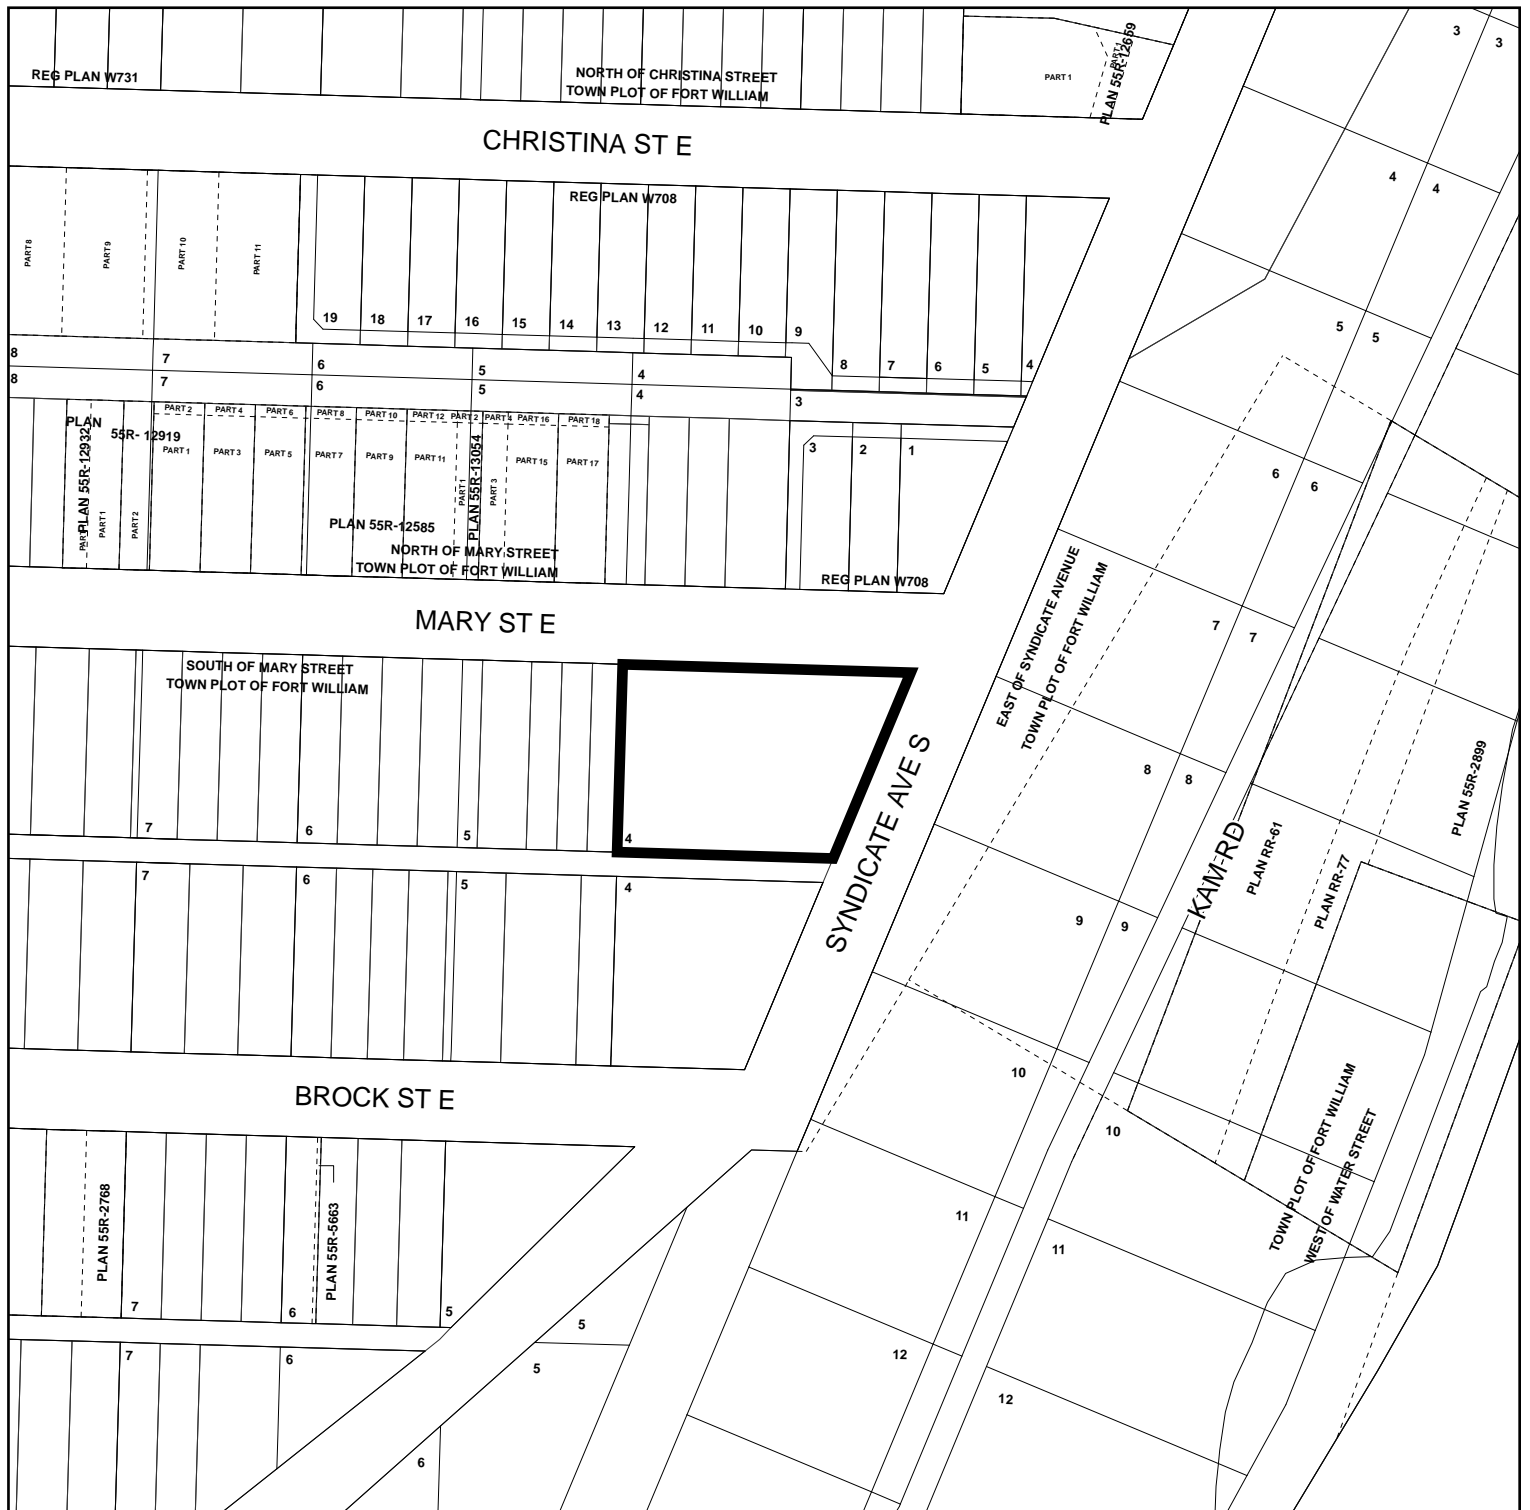 3
3
REG PLAN W731
NORTH OF CHRISTINA STREET
TOWN PLOT OF FORT WILLIAM
PART 1
PART 1
PLAN 55R-12659
CHRISTINA ST E
4
4
REG PLAN W708
PART 8
PART 9
PART 10
PART 11
19
18
17
16
15
14
13
12
11
10
9
5
5
8
7
6
5
4
8
7
6
5
4
8
7
6
5
4
3
PART 2
PART 4
PART 6
PART 8
PART 10
PART 12
PART 2
PART 4
PART 16
PART 18
PLAN
55R- 12919
PLAN 55R-12932
PART 1
PART 3
PART 5
PART 7
PART 9
PART 11
PLAN 55R-13054
PART 15
PART 17
3
2
1
6
6
PART 1
PART 2
PART 1
PART 3
PLAN 55R-12585
NORTH OF MARY STREET
TOWN PLOT OF FORT WILLIAM
REG PLAN W708
MARY ST E
EAST OF SYNDICATE AVENUE
TOWN PLOT OF FORT WILLIAM
7
7
SOUTH OF MARY STREET
TOWN PLOT OF FORT WILLIAM
8
8
7
6
5
4
SYNDICATE AVE S
KAM RD
PLAN RR-61
PLAN RR-77
PLAN 55R-2899
7
6
5
4
9
9
BROCK ST E
10
10
TOWN PLOT OF FORT WILLIAM
WEST OF WATER STREET
PLAN 55R-2768
PLAN 55R-5663
11
11
7
6
5
5
12
7
6
5
12
6